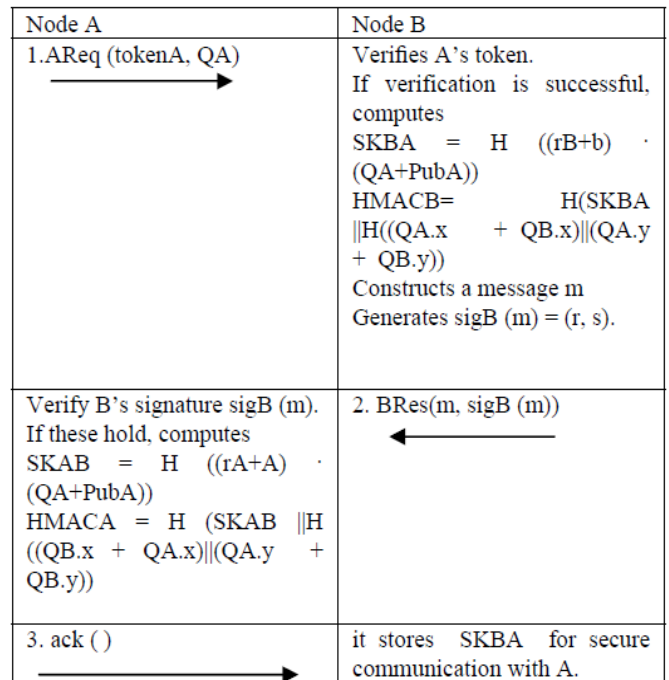 Node A
Node B
1.AReq (tokenA, QA)
Verifies A's token.
If verification is successful,
computes
SKBA = H ((rB+b) ·
(QA+PubA))
HMACB= H(SKBA
||H((QA.x + QB.x)||(QA.y
+ QB.y))
Constructs a message m
Generates sigB (m) = (r, s).
Verify B's signature sigB (m).
If these hold, computes
SKAB = H ((rA+A) ·
(QA+PubA))
HMACA = H (SKAB ||H
((QB.x + QA.x)||(QA.y +
QB.y))
2. BRes(m, sigB (m))
3. ack ( )
it stores SKBA for secure
communication with A.